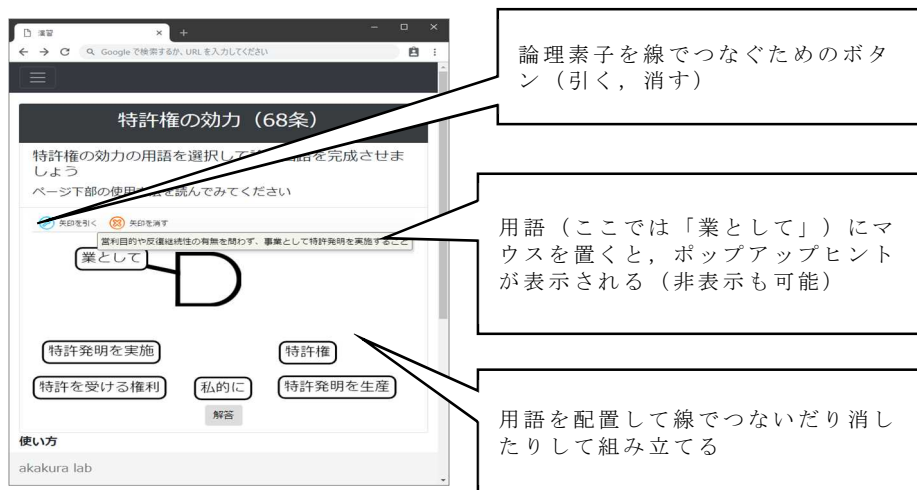 演習
Google で検索するか、URL を入力してください
特許権の効力（68条）
特許権の効力の用語を選択して
を完成させま
しょう
ページ下部の使用
を読んでみてください
矢印を引く
矢印を消す
営利目的や反復継続性の有無を問わず、事業として特許発明を実施すること
業として
特許発明を実施
特許権
特許を受ける権利
私的に
特許発明を生産
解答
使い方
akakura lab
論理素子を線でつなぐためのボタ
ン（引く，消す）
用語（ここでは「業として」）にマ
ウスを置くと，ポップアップヒント
が表示される（非表示も可能）
用語を配置して線でつないだり消し
たりして組み立てる